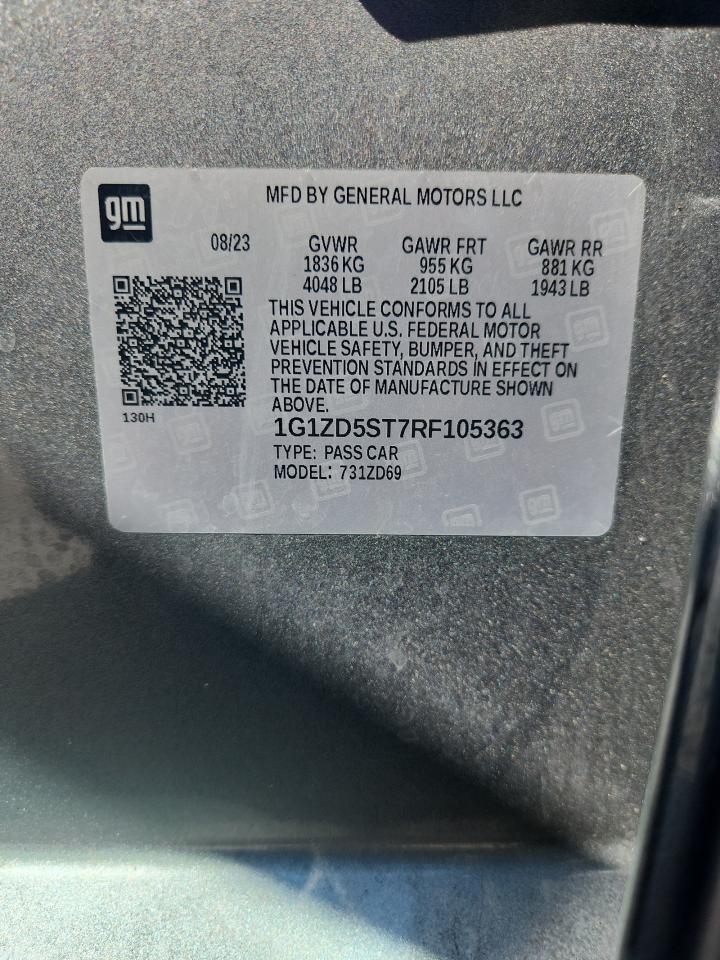 gm
MFD BY GENERAL MOTORS LLC
08/23 GVWR GAWR FRT GAWR RR
1836 KG 955 KG 881 KG
4048 LB 2105 LB 1943 LB
THIS VEHICLE CONFORMS TO ALL
APPLICABLE U.S. FEDERAL MOTOR
VEHICLE SAFETY, BUMPER, AND THEFT
PREVENTION STANDARDS IN EFFECT ON
THE DATE OF MANUFACTURE SHOWN
ABOVE.
130H
1G1ZD5ST7RF105363
TYPE: PASS CAR
MODEL: 731ZD69